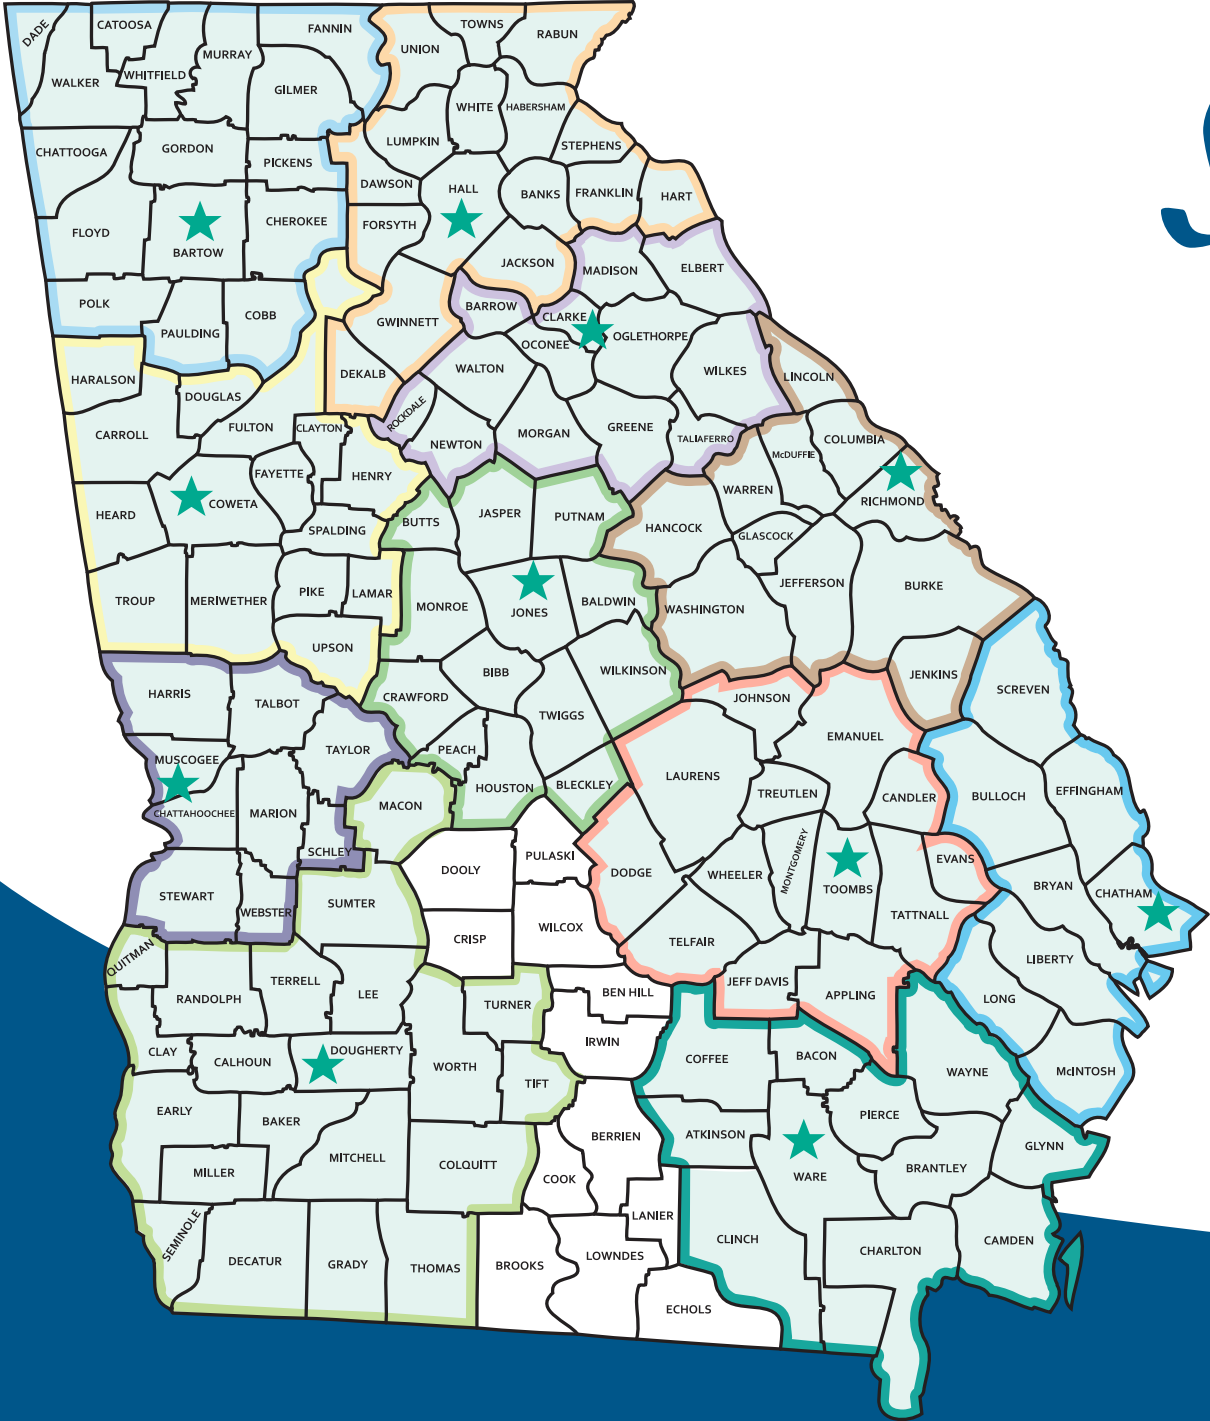 DADE
CATOOSA
FANNIN
TOWNS
RABUN
UNION
MURRAY
WHITFIELD
WALKER
GILMER
WHITE
HABERSHAM
LUMPKIN
STEPHENS
CHATTOOGA
GORDON
PICKENS
DAWSON
HALL
BANKS
FRANKLIN
HART
FLOYD
CHEROKEE
FORSYTH
BARTOW
JACKSON
MADISON
ELBERT
POLK
COBB
BARROW
CLARKE
GWINNETT
PAULDING
OCONEE
OGLETHORPE
WALTON
WILKES
LINCOLN
HARALSON
DEKALB
DOUGLAS
ROCKDALE
CARROLL
FULTON
CLAYTON
NEWTON
MORGAN
GREENE
TALIAFERRO
COLUMBIA
McDUFFIE
FAYETTE
HENRY
WARREN
RICHMOND
HEARD
COWETA
SPALDING
BUTTS
JASPER
PUTNAM
HANCOCK
GLASCOCK
TROUP
MERIWETHER
PIKE
LAMAR
MONROE
JONES
BALDWIN
WASHINGTON
JEFFERSON
BURKE
UPSON
BIBB
WILKINSON
JENKINS
SCREVEN
HARRIS
TALBOT
CRAWFORD
TWIGGS
JOHNSON
TAYLOR
PEACH
EMANUEL
MUSCOGEE
LAURENS
HOUSTON
BLECKLEY
TREUTLEN
CANDLER
BULLOCH
EFFINGHAM
CHATTAHOOCHEE
MARION
MACON
SCHLEY
DOOLY
PULASKI
DODGE
WHEELER
MONTGOMERY
TOOMBS
EVANS
BRYAN
CHATHAM
STEWART
WEBSTER
SUMTER
TATTNALL
CRISP
WILCOX
TELFAIR
QUITMAN
LIBERTY
RANDOLPH
TERRELL
LEE
TURNER
BEN HILL
JEFF DAVIS
APPLING
LONG
CLAY
CALHOUN
DOUGHERTY
WORTH
IRWIN
COFFEE
BACON
WAYNE
McINTOSH
TIFT
EARLY
BAKER
PIERCE
BERRIEN
ATKINSON
GLYNN
MILLER
MITCHELL
COLQUITT
COOK
WARE
BRANTLEY
SEMINOLE
LANIER
DECATUR
GRADY
THOMAS
BROOKS
LOWNDES
CLINCH
CHARLTON
CAMDEN
ECHOLS